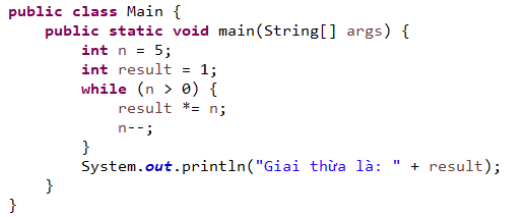 public class Main {
    public static void main(String[] args) {
        int n = 5;
        int result = 1;
        while (n > 0) {
            result *= n;
            n--;
        }
        System.out.println("Giai thừa là: " + result);
    }
}